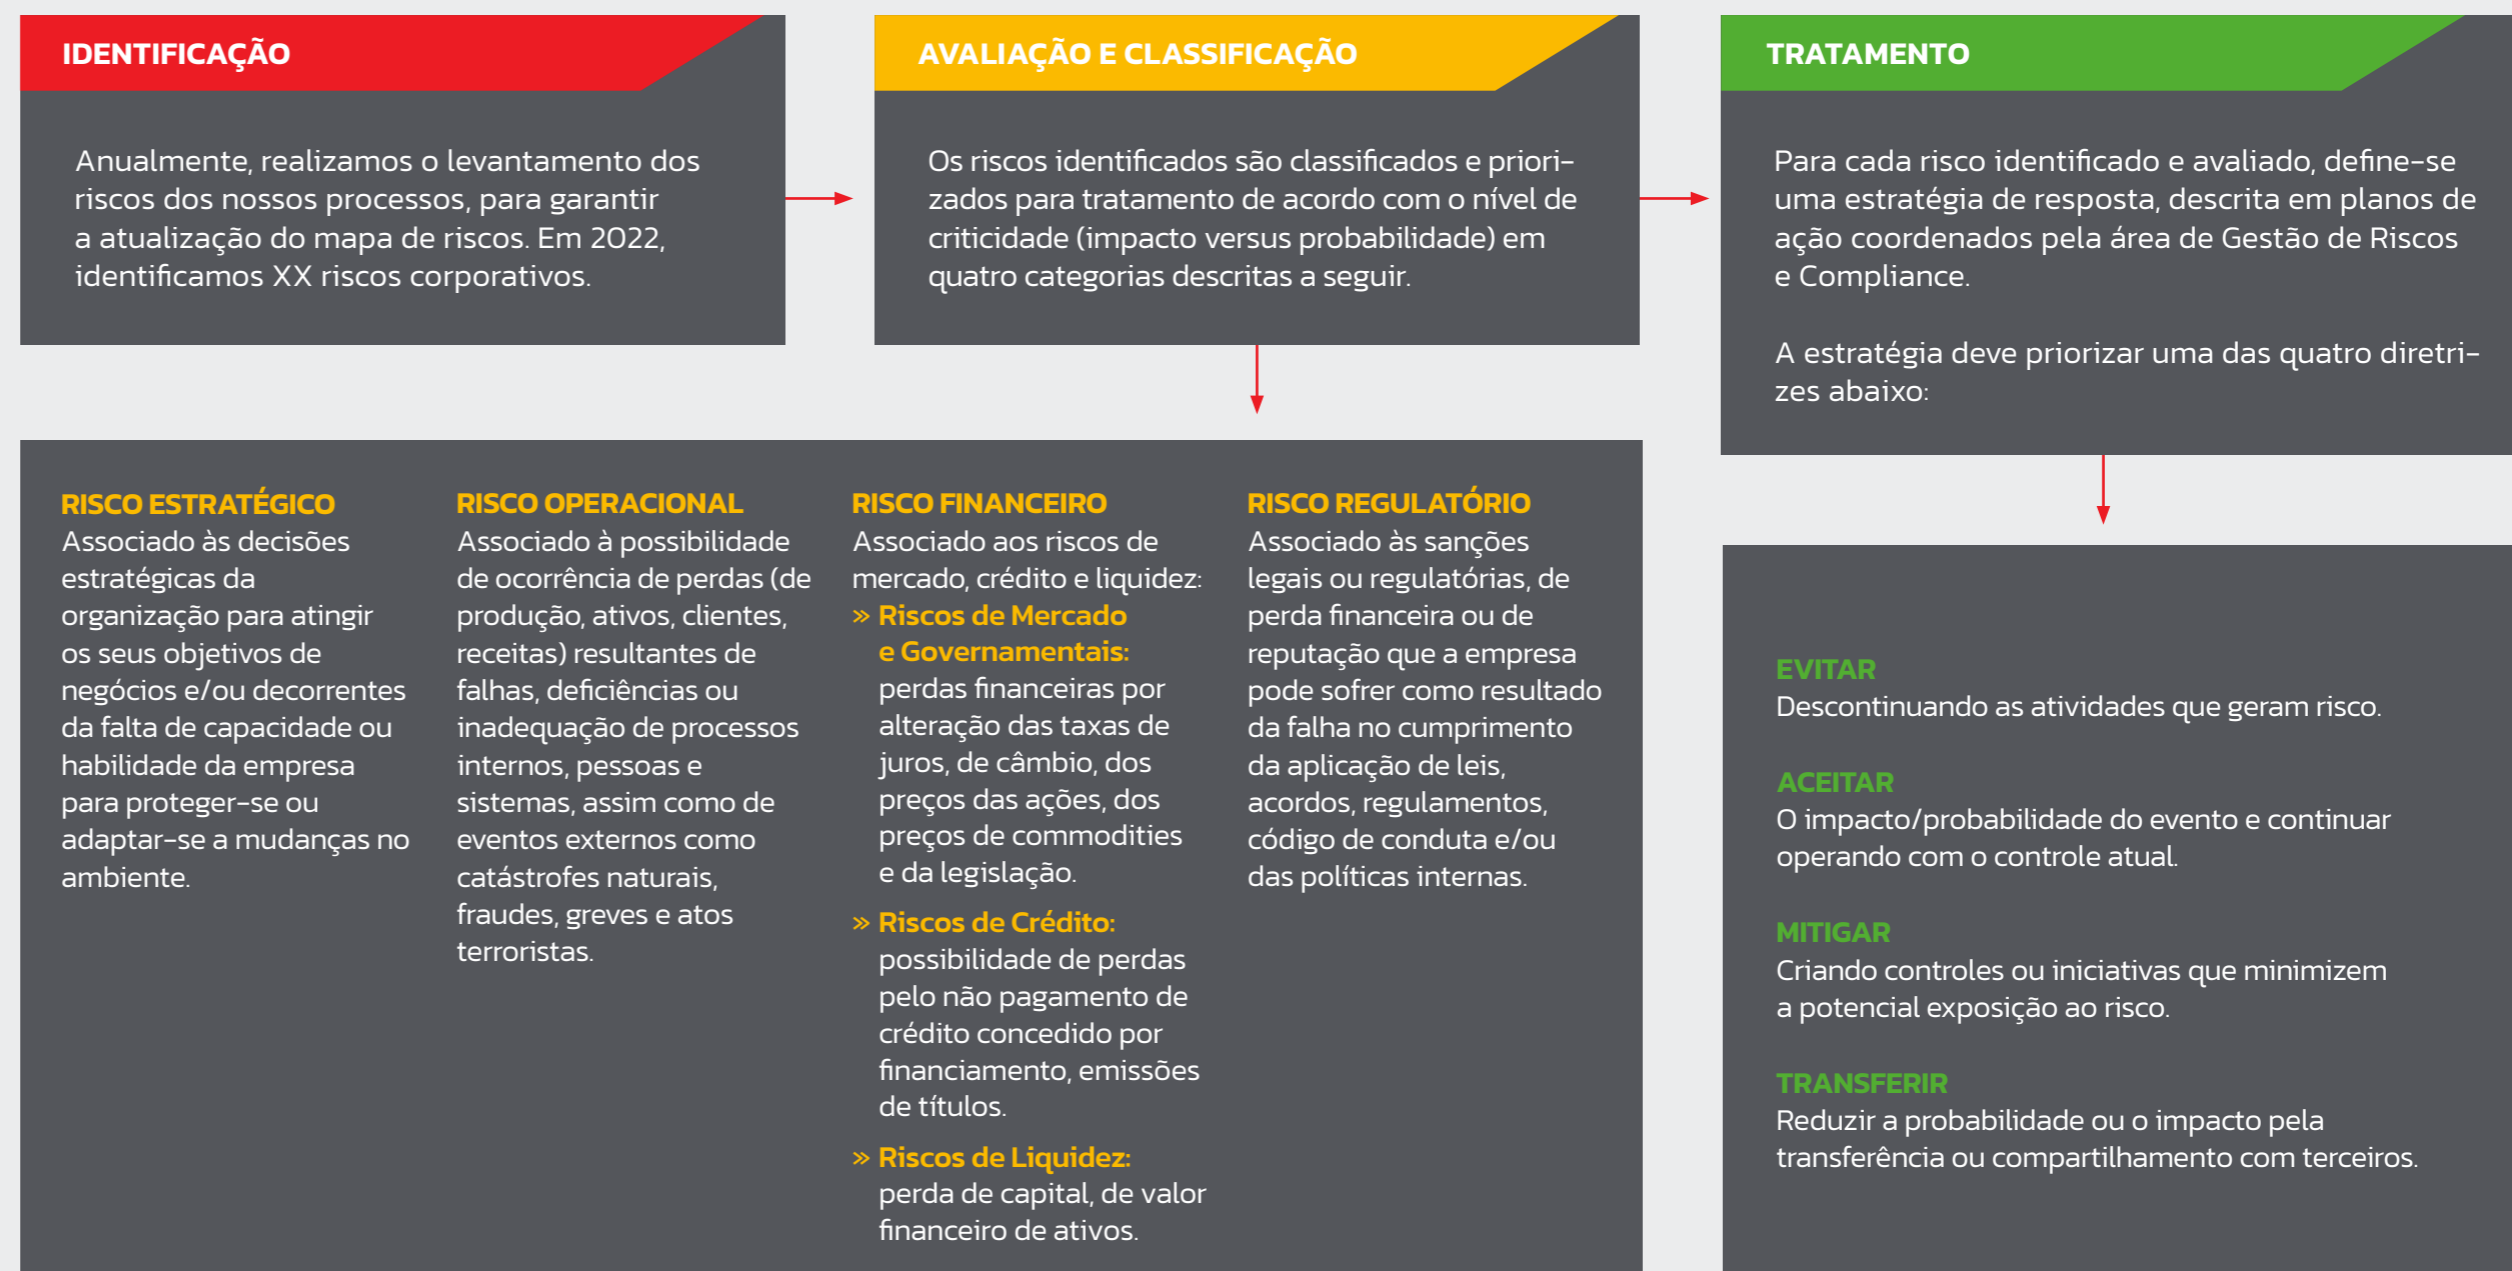 IDENTIFICAÇÃO
Anualmente, realizamos o levantamento dos
riscos dos nossos processos, para garantir
a atualização do mapa de riscos. Em 2022,
identificamos XX riscos corporativos.
AVALIAÇÃO E CLASSIFICAÇÃO
Os riscos identificados são classificados e priori-
zados para tratamento de acordo com o nível de
criticidade (impacto versus probabilidade) em
quatro categorias descritas a seguir.
TRATAMENTO
Para cada risco identificado e avaliado, define-se
uma estratégia de resposta, descrita em planos de
ação coordenados pela área de Gestão de Riscos
e Compliance.
A estratégia deve priorizar uma das quatro diretri-
zes abaixo:
RISCO ESTRATÉGICO
Associado às decisões
estratégicas da
organização para atingir
os seus objetivos de
negócios e/ou decorrentes
da falta de capacidade ou
habilidade da empresa
para proteger-se ou
adaptar-se a mudanças no
ambiente.
RISCO OPERACIONAL
Associado à possibilidade
de ocorrência de perdas (de
produção, ativos, clientes,
receitas) resultantes de
falhas, deficiências ou
inadequação de processos
internos, pessoas e
sistemas, assim como de
eventos externos como
catástrofes naturais,
fraudes, greves e atos
terroristas.
RISCO FINANCEIRO
Associado aos riscos de
mercado, crédito e liquidez:
» Riscos de Mercado
e Governamentais:
perdas financeiras por
alteração das taxas de
juros, de câmbio, dos
preços das ações, dos
preços de commodities
e da legislação.
» Riscos de Crédito:
possibilidade de perdas
pelo não pagamento de
crédito concedido por
financiamento, emissões
de títulos.
» Riscos de Liquidez:
perda de capital, de valor
financeiro de ativos.
RISCO REGULATÓRIO
Associado às sanções
legais ou regulatórias, de
perda financeira ou de
reputação que a empresa
pode sofrer como resultado
da falha no cumprimento
da aplicação de leis,
acordos, regulamentos,
código de conduta e/ou
das políticas internas.
EVITAR
Descontinuando as atividades que geram risco.
ACEITAR
O impacto/probabilidade do evento e continuar
operando com o controle atual.
MITIGAR
Criando controles ou iniciativas que minimizem
a potencial exposição ao risco.
TRANSFERIR
Reduzir a probabilidade ou o impacto pela
transferência ou compartilhamento com terceiros.